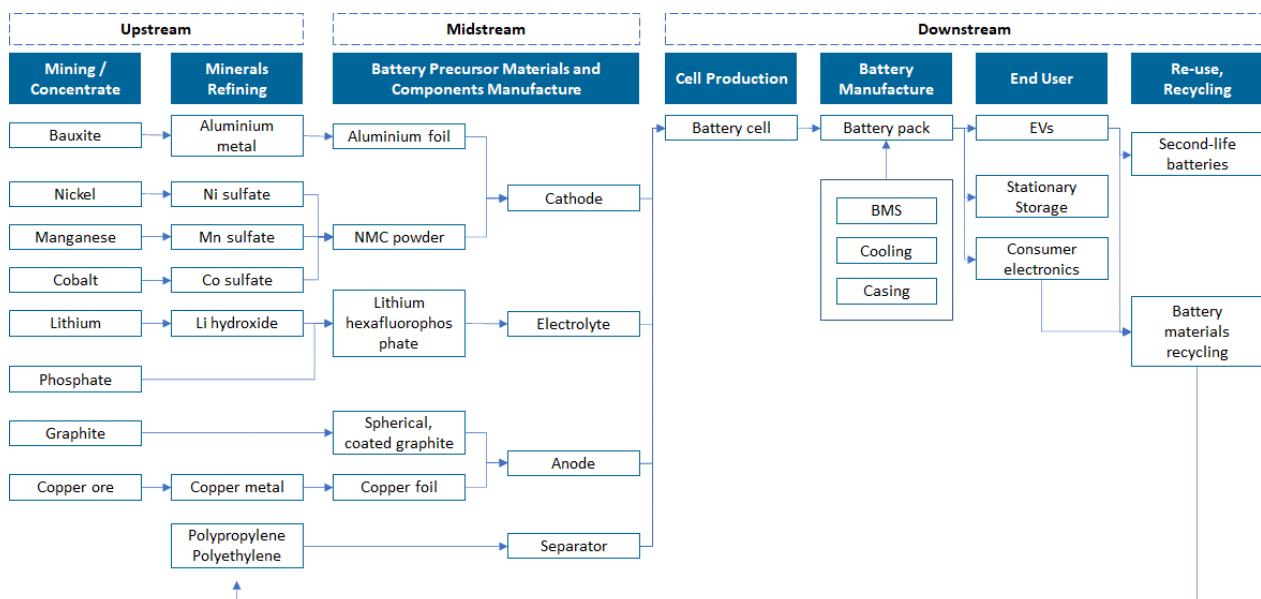 Upstream
Midstream
Downstream
Mining /
Concentrate
Minerals
Refining
Battery Precursor Materials and
Components Manufacture
Cell Production
Battery
Manufacture
End User
Re-use,
Recycling
Bauxite
Aluminium
metal
Aluminium foil
Battery cell
Battery pack
EVs
Second-life
batteries
Nickel
Ni sulfate
Cathode
Stationary
Storage
BMS
Manganese
Mn sulfate
NMC powder
Cooling
Consumer
electronics
Cobalt
Co sulfate
Casing
Lithium
Li hydroxide
Lithium
hexafluorophos
phate
Electrolyte
Battery
materials
recycling
Phosphate
Graphite
Spherical,
coated graphite
Anode
Copper ore
Copper metal
Copper foil
Polypropylene
Polyethylene
Separator